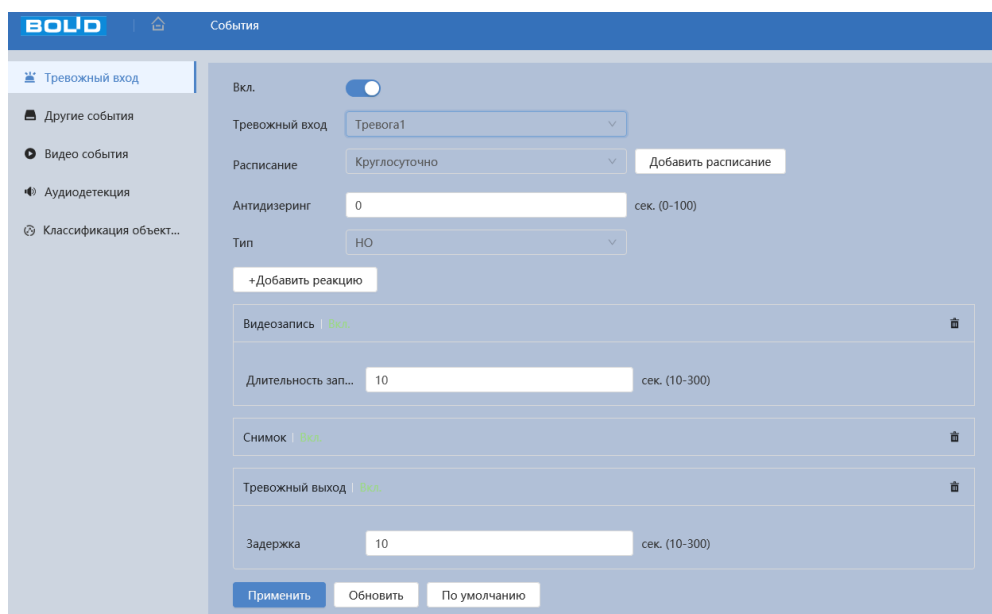 BOLID
События
Тревожный вход
Другие события
Видео события
Аудиодетекция
Классификация объект...
Вкл.
Тревожный вход Тревога1
Расписание Круглосуточно Добавить расписание
Антидизеринг 0 сек. (0-100)
Тип НО
+Добавить реакцию
Видеозапись
Длительность зап... 10 сек. (10-300)
Снимок
Тревожный выход
Задержка 10 сек. (10-300)
Применить Обновить По умолчанию